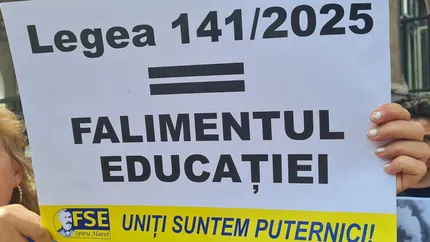 Legea 141/2025
=
FALIMENTUL
EDUCAȚIEI
FSE
Spiru Haret
UNIȚI SUNTEM PUTERNICI!